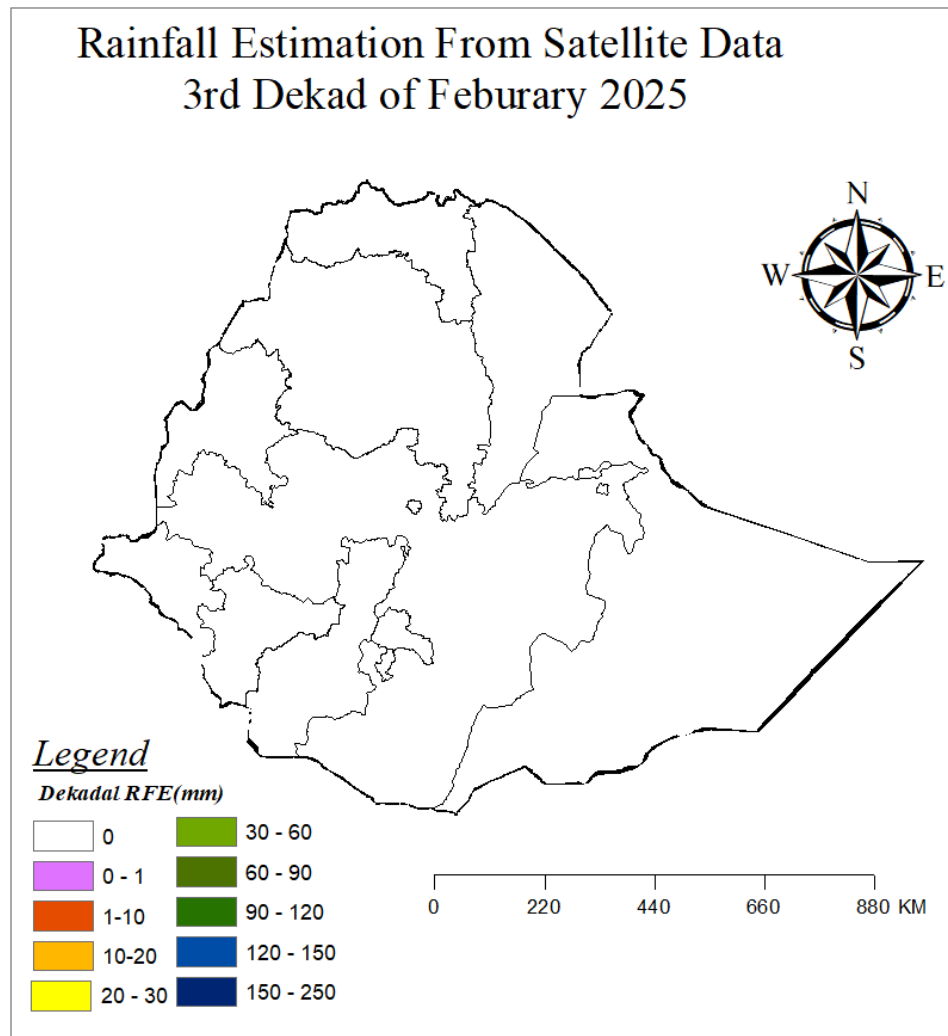 Rainfall Estimation From Satellite Data
3rd Dekad of Feburary 2025
N
W
E
S
Legend
Dekadal RFE(mm)
0
0 - 1
1-10
10-20
20 - 30
30 - 60
60 - 90
90 - 120
120 - 150
150 - 250
0 220 440 660 880 KM